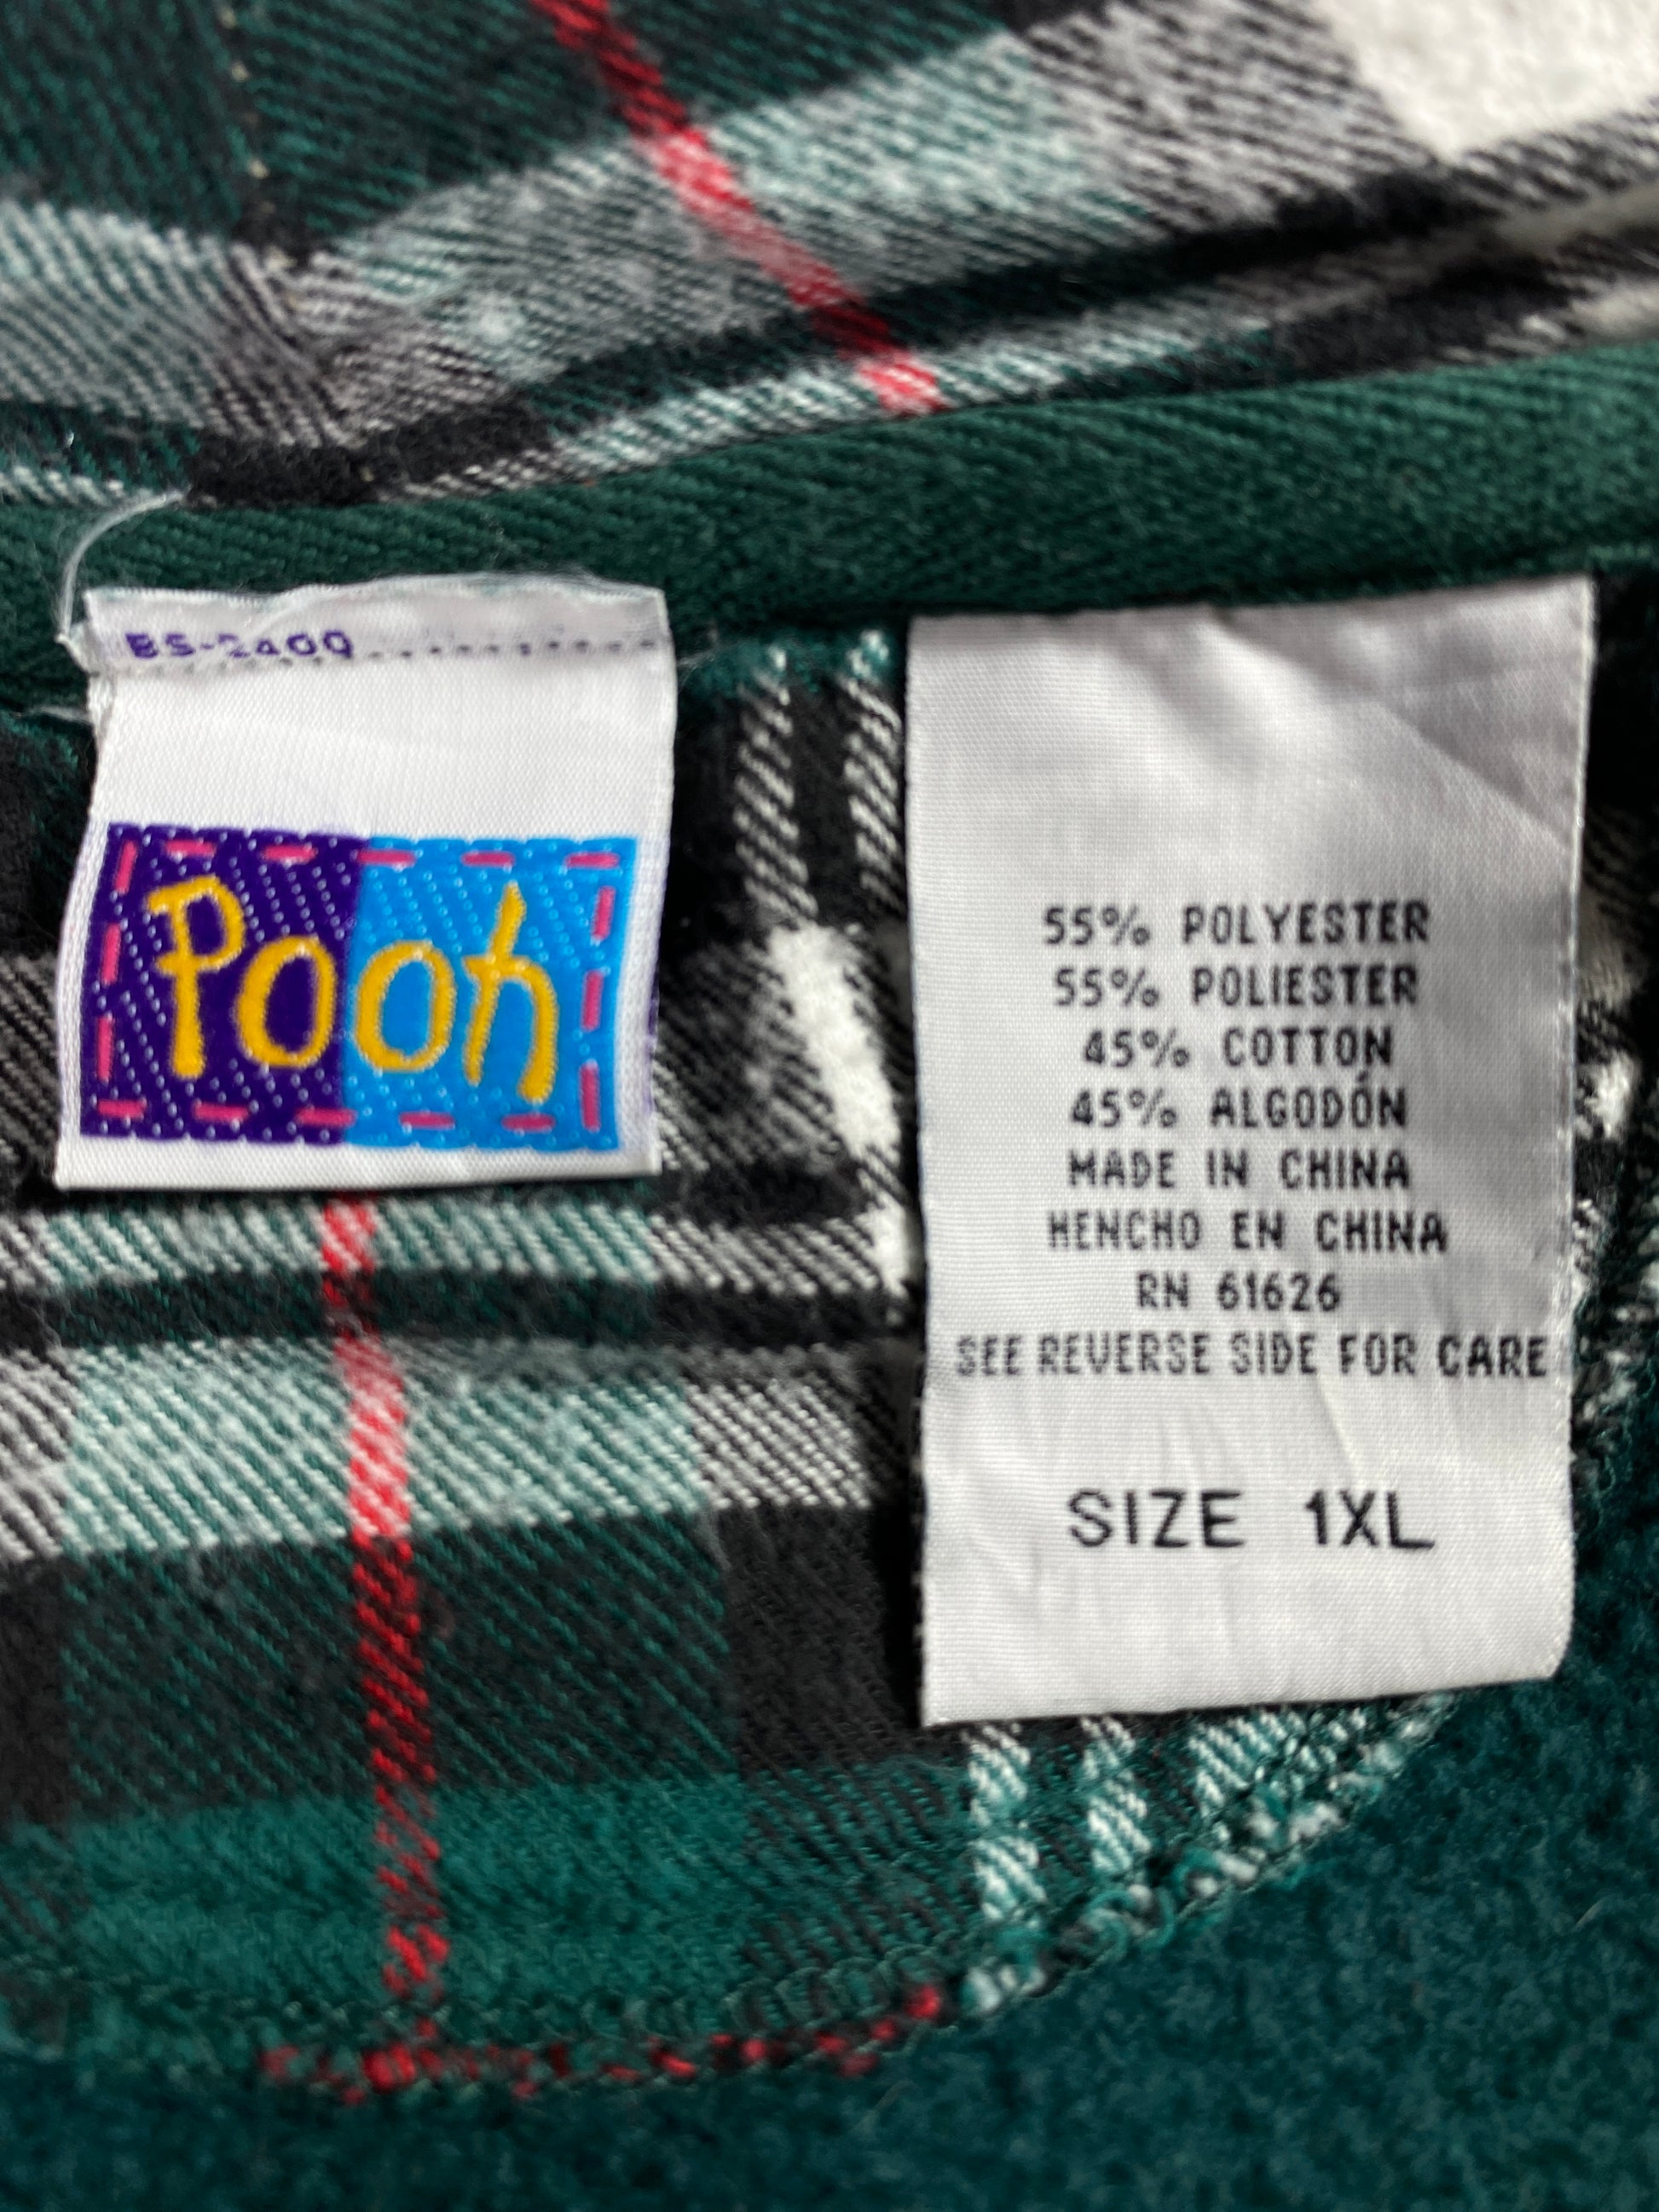 BS-2400
Pooh
55% POLYESTER
55% POLIESTER
45% COTTON
45% ALGODÓN
MADE IN CHINA
HENCHO EN CHINA
RN 61626
SEE REVERSE SIDE FOR CARE
SIZE 1XL